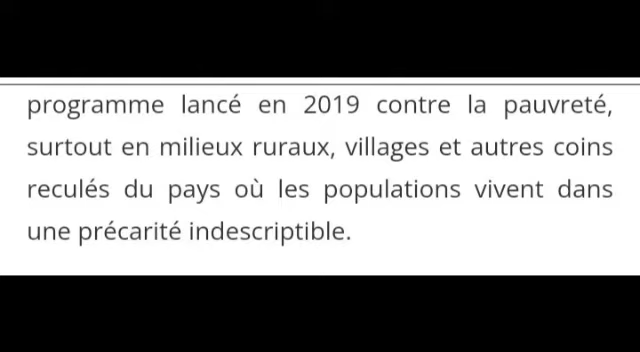 programme lancé en 2019 contre la pauvreté,
surtout en milieux ruraux, villages et autres coins
reculés du pays où les populations vivent dans
une précarité indescriptible.